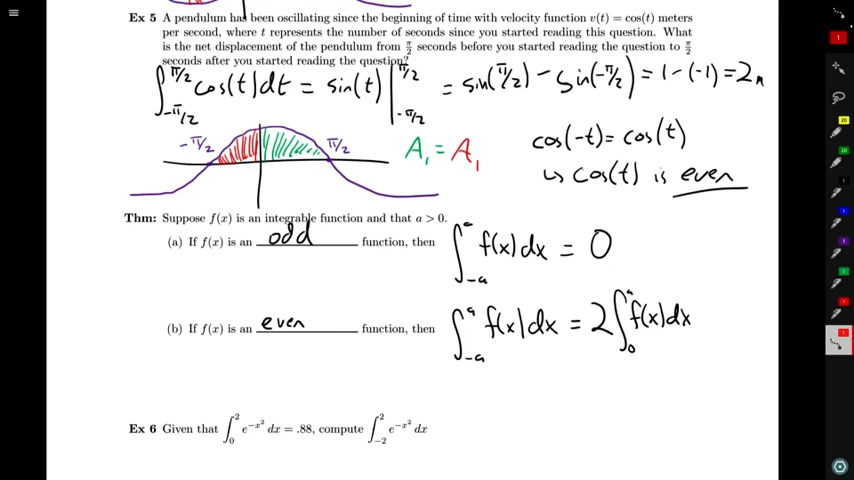 Ex 5 A pendulum has been oscillating since the beginning of time with velocity function v(t) = cos(t) meters
per second, where t represents the number of seconds since you started reading this question. What
is the net displacement of the pendulum from π/2 seconds before you started reading the question to π/2
seconds after you started reading the question?
∫_{-π/2}^{π/2} cos(t)dt = sin(t) |_{-π/2}^{π/2} = sin(π/2) - sin(-π/2) = 1 - (-1) = 2m
-π/2 π/2 A₁ = A₁ cos(-t) = cos(t)
↳ cos(t) is even
Thm: Suppose f(x) is an integrable function and that a > 0.
(a) If f(x) is an odd function, then ∫_{-a}^{a} f(x)dx = 0
(b) If f(x) is an even function, then ∫_{-a}^{a} f(x)dx = 2∫_{0}^{a} f(x)dx
Ex 6 Given that ∫_{0}^{2} e^{-x²} dx = .88, compute ∫_{-2}^{2} e^{-x²} dx